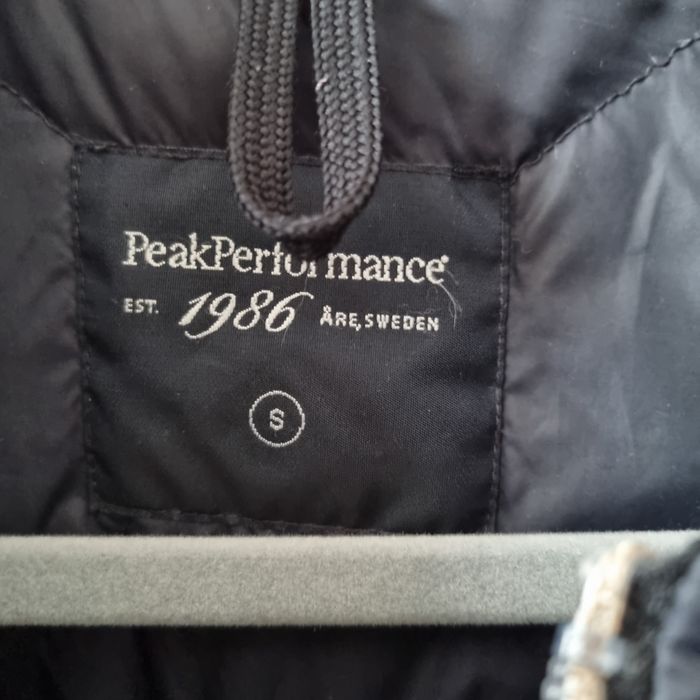 PeakPerformance
EST. 1986 ÅRE, SWEDEN
S